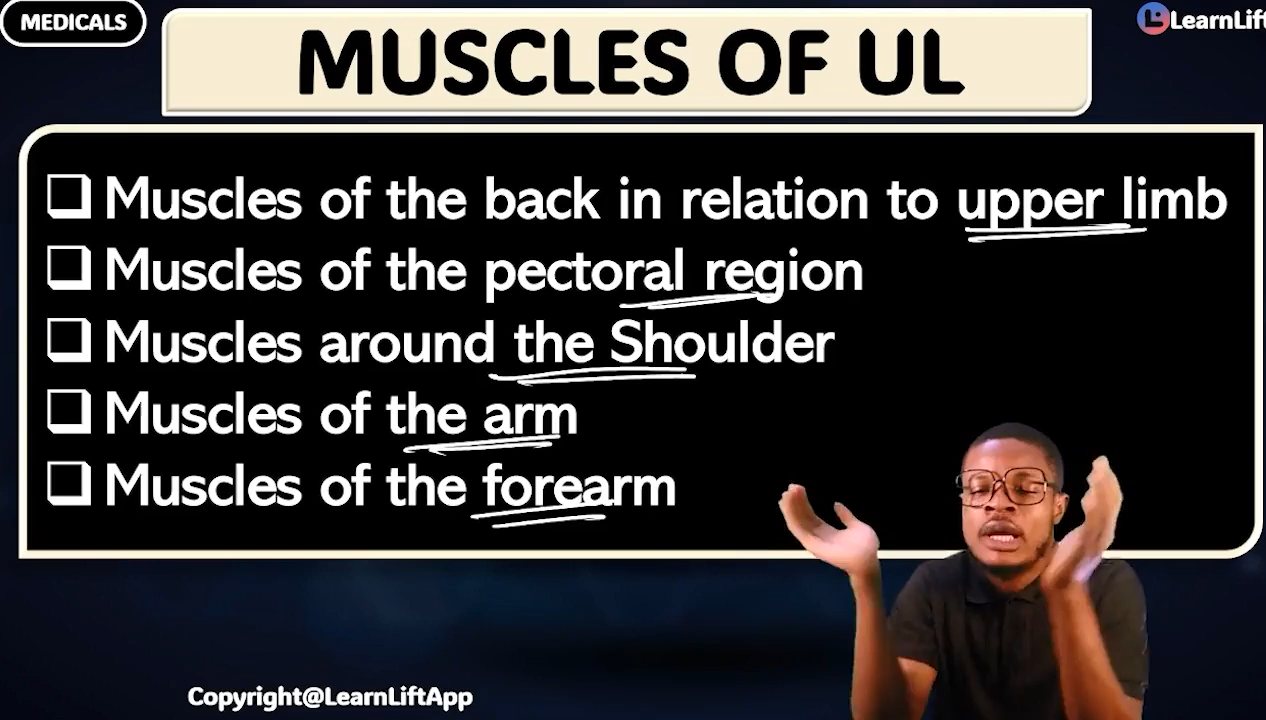 MEDICALS
MUSCLES OF UL
LearnLift
❑ Muscles of the back in relation to upper limb
❑ Muscles of the pectoral region
❑ Muscles around the Shoulder
❑ Muscles of the arm
❑ Muscles of the forearm
Copyright@LearnLiftApp